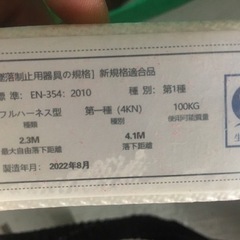 墜落制止用器具の規格] 新規格適合品
標 準: EN-354: 2010 種 別: 第1種
フルハーネス型 第一種 (4KN) 100KG
種類 種別 使用可能質量
2.3M 4.1M
最大自由落下距離 落下距離
製造年月: 2022年8月